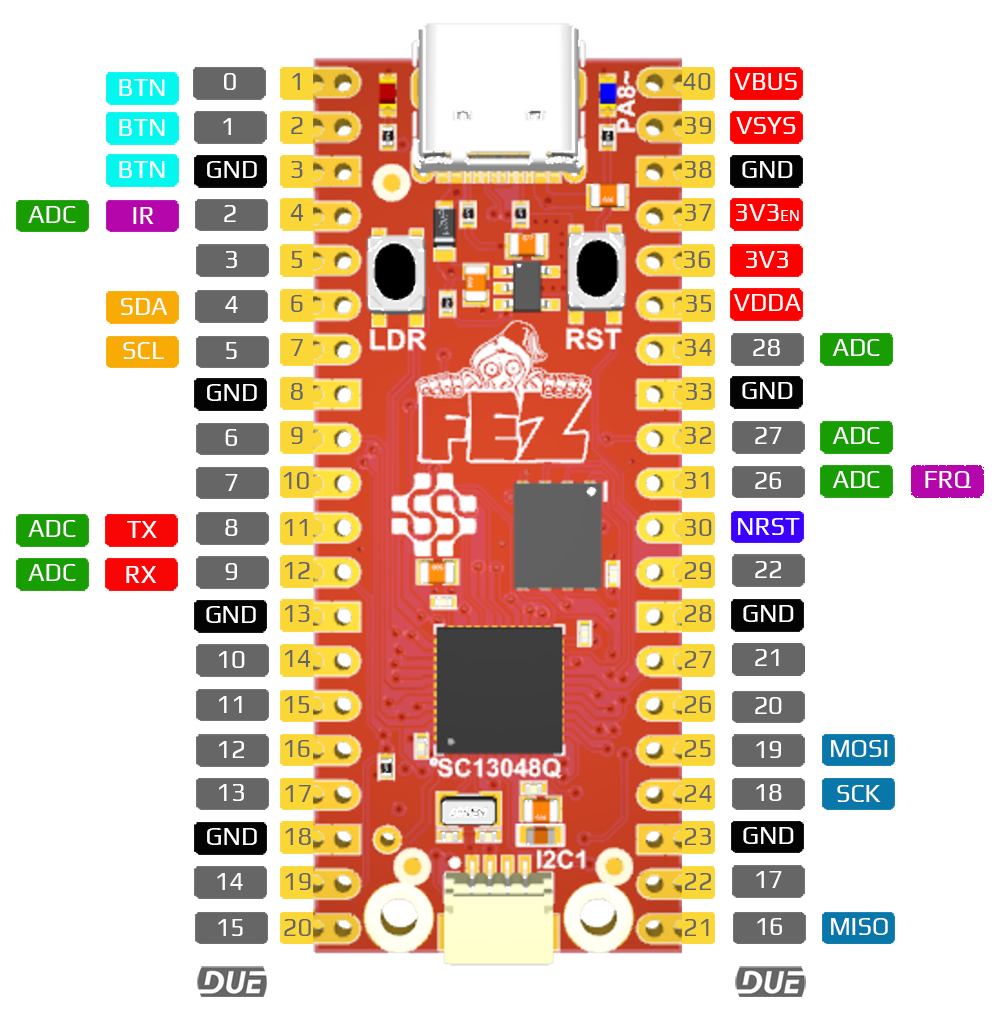 BTN 0 1 40 VBUS
BTN 1 2 39 VSYS
BTN GND 3 38 GND
ADC IR 2 4 37 3V3EN
3 5 36 3V3
SDA 4 6 35 VDDA
SCL 5 7 34 28 ADC
GND 8 33 GND
6 9 32 27 ADC
7 10 31 26 ADC FRQ
ADC TX 8 11 30 NRST
ADC RX 9 12 29 22
GND 13 28 GND
10 14 27 21
11 15 26 20
12 16 25 19 MOSI
13 17 24 18 SCK
GND 18 23 GND
14 19 22 17
15 20 21 16 MISO
DUE DUE
PA8~
LDR RST
FEZ
SC13048Q
I2C1